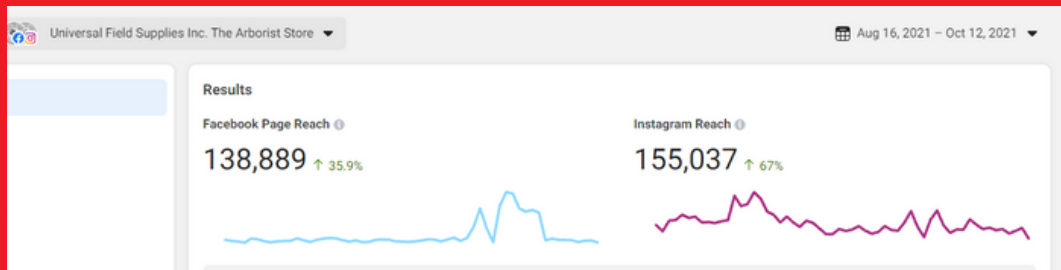 Universal Field Supplies Inc. The Arborist Store
Aug 16, 2021 – Oct 12, 2021
Results
Facebook Page Reach
Instagram Reach
138,889 ↑ 35.9%
155,037 ↑ 67%